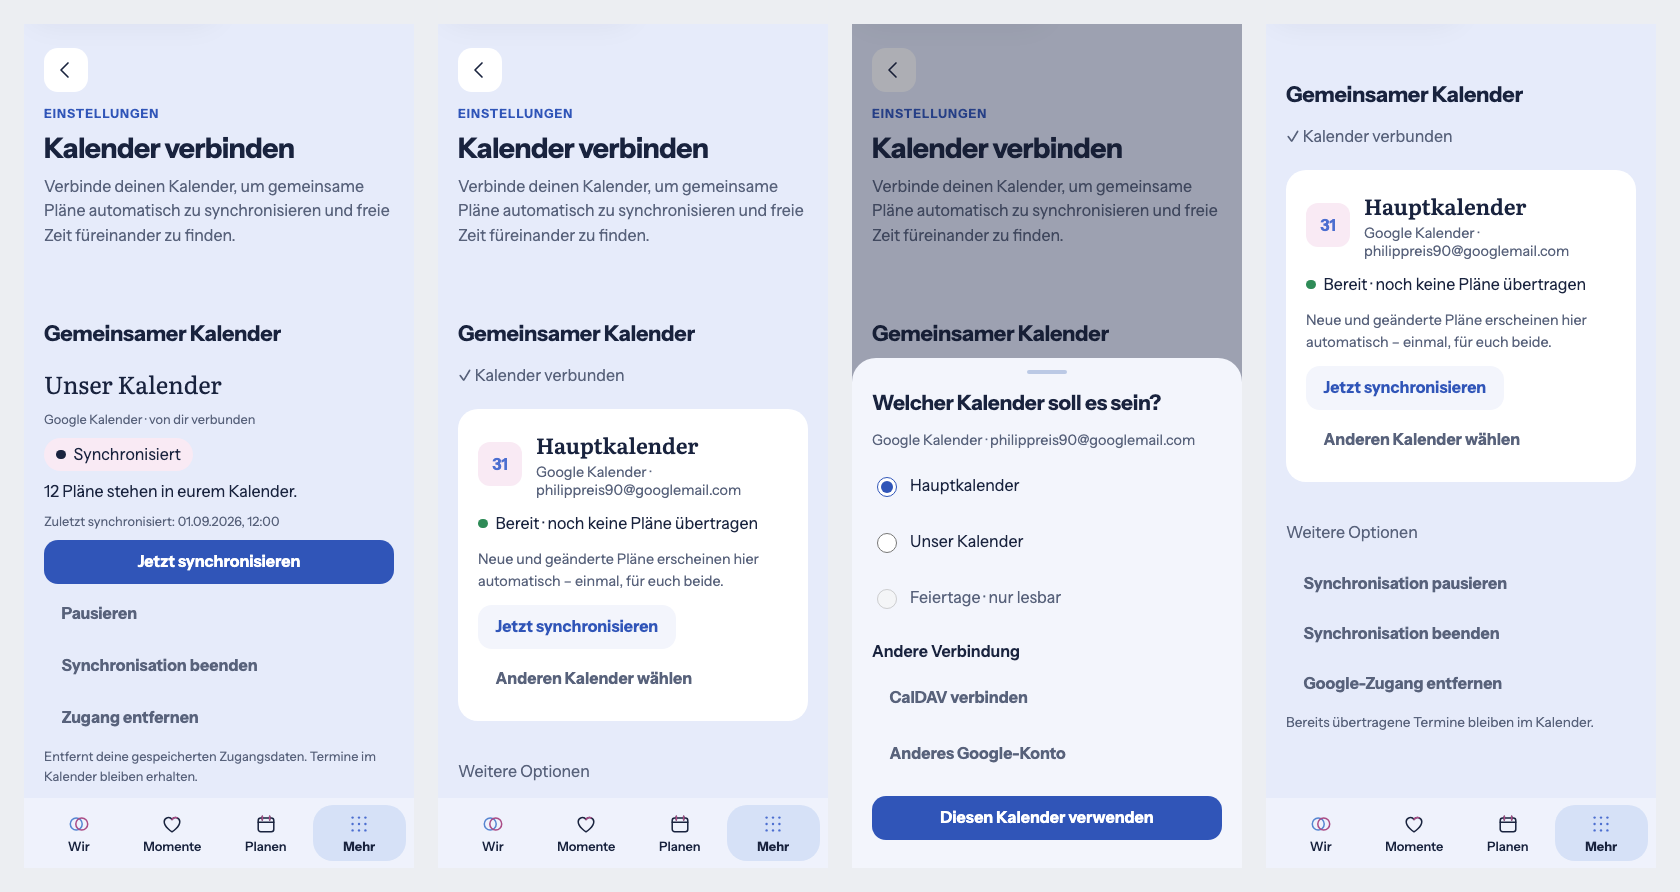 EINSTELLUNGEN
Kalender verbinden
Verbinde deinen Kalender, um gemeinsame
Pläne automatisch zu synchronisieren und freie
Zeit füreinander zu finden.
Gemeinsamer Kalender
Unser Kalender
Google Kalender · von dir verbunden
Synchronisiert
12 Pläne stehen in eurem Kalender.
Zuletzt synchronisiert: 01.09.2026, 12:00
Jetzt synchronisieren
Pausieren
Synchronisation beenden
Zugang entfernen
Entfernt deine gespeicherten Zugangsdaten. Termine im
Kalender bleiben erhalten.
Wir
Momente
Planen
Mehr
EINSTELLUNGEN
Kalender verbinden
Verbinde deinen Kalender, um gemeinsame
Pläne automatisch zu synchronisieren und freie
Zeit füreinander zu finden.
Gemeinsamer Kalender
✓ Kalender verbunden
31
Hauptkalender
Google Kalender ·
philippreis90@googlemail.com
Bereit · noch keine Pläne übertragen
Neue und geänderte Pläne erscheinen hier
automatisch – einmal, für euch beide.
Jetzt synchronisieren
Anderen Kalender wählen
Weitere Optionen
Wir
Momente
Planen
Mehr
EINSTELLUNGEN
Kalender verbinden
Verbinde deinen Kalender, um gemeinsame
Pläne automatisch zu synchronisieren und freie
Zeit füreinander zu finden.
Gemeinsamer Kalender
Welcher Kalender soll es sein?
Google Kalender · philippreis90@googlemail.com
Hauptkalender
Unser Kalender
Feiertage · nur lesbar
Andere Verbindung
CalDAV verbinden
Anderes Google-Konto
Diesen Kalender verwenden
Gemeinsamer Kalender
✓ Kalender verbunden
31
Hauptkalender
Google Kalender ·
philippreis90@googlemail.com
Bereit · noch keine Pläne übertragen
Neue und geänderte Pläne erscheinen hier
automatisch – einmal, für euch beide.
Jetzt synchronisieren
Anderen Kalender wählen
Weitere Optionen
Synchronisation pausieren
Synchronisation beenden
Google-Zugang entfernen
Bereits übertragene Termine bleiben im Kalender.
Wir
Momente
Planen
Mehr